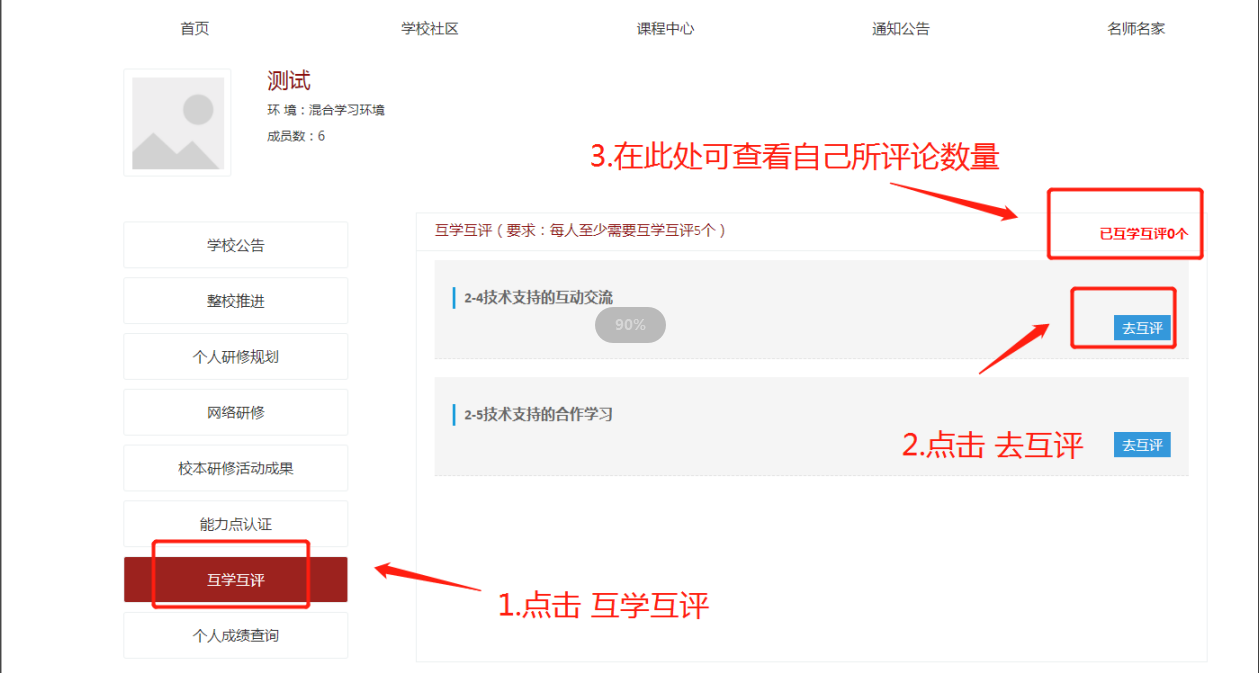 首页 学校社区 课程中心 通知公告 名师名家
测试
环 境：混合学习环境
成员数：6
3.在此处可查看自己所评论数量
互学互评（要求：每人至少需要互学互评5个） 已互学互评0个
学校公告
整校推进
个人研修规划
网络研修
校本研修活动成果
能力点认证
互学互评
个人成绩查询
2-4技术支持的互动交流
90%
去互评
2-5技术支持的合作学习
2.点击 去互评
去互评
1.点击 互学互评